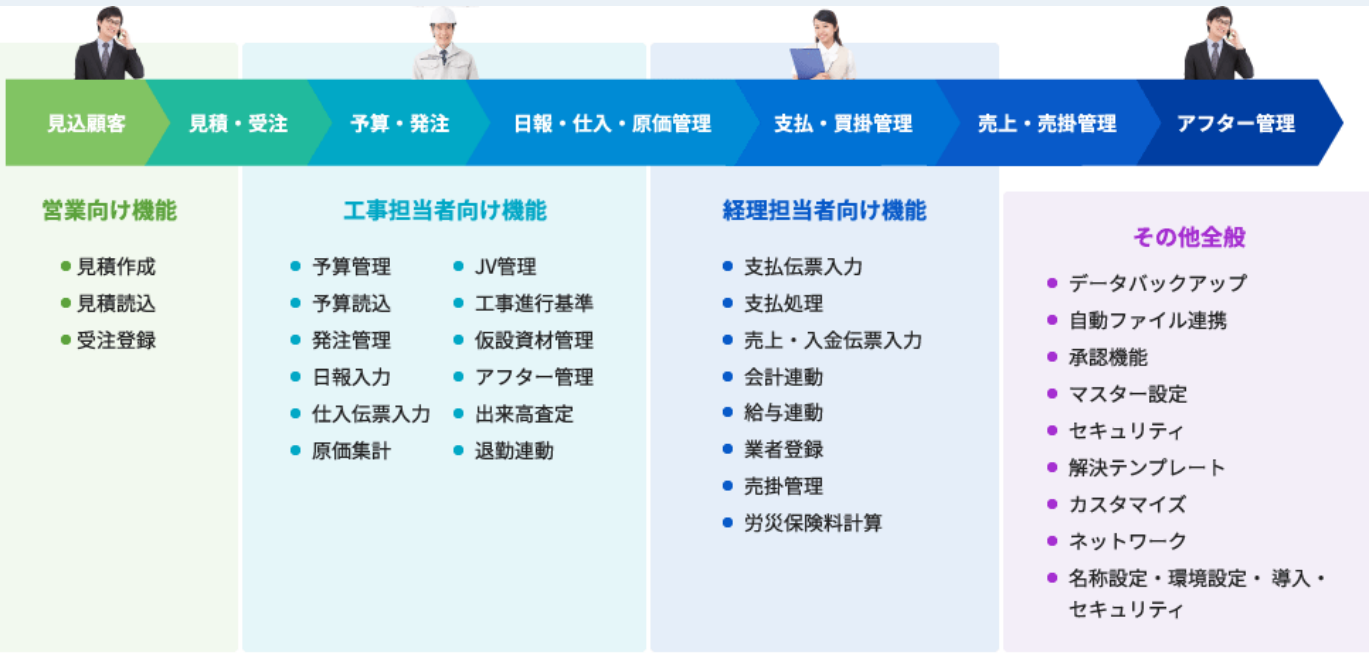 見込顧客
見積・受注
予算・発注
日報・仕入・原価管理
支払・買掛管理
売上・売掛管理
アフター管理
営業向け機能
見積作成
見積読込
受注登録
工事担当者向け機能
予算管理
予算読込
発注管理
日報入力
仕入伝票入力
原価集計
JV管理
工事進行基準
仮設資材管理
アフター管理
出来高査定
退勤連動
経理担当者向け機能
支払伝票入力
支払処理
売上・入金伝票入力
会計連動
給与連動
業者登録
売掛管理
労災保険料計算
その他全般
データバックアップ
自動ファイル連携
承認機能
マスター設定
セキュリティ
解決テンプレート
カスタマイズ
ネットワーク
名称設定・環境設定・ 導入・
セキュリティ